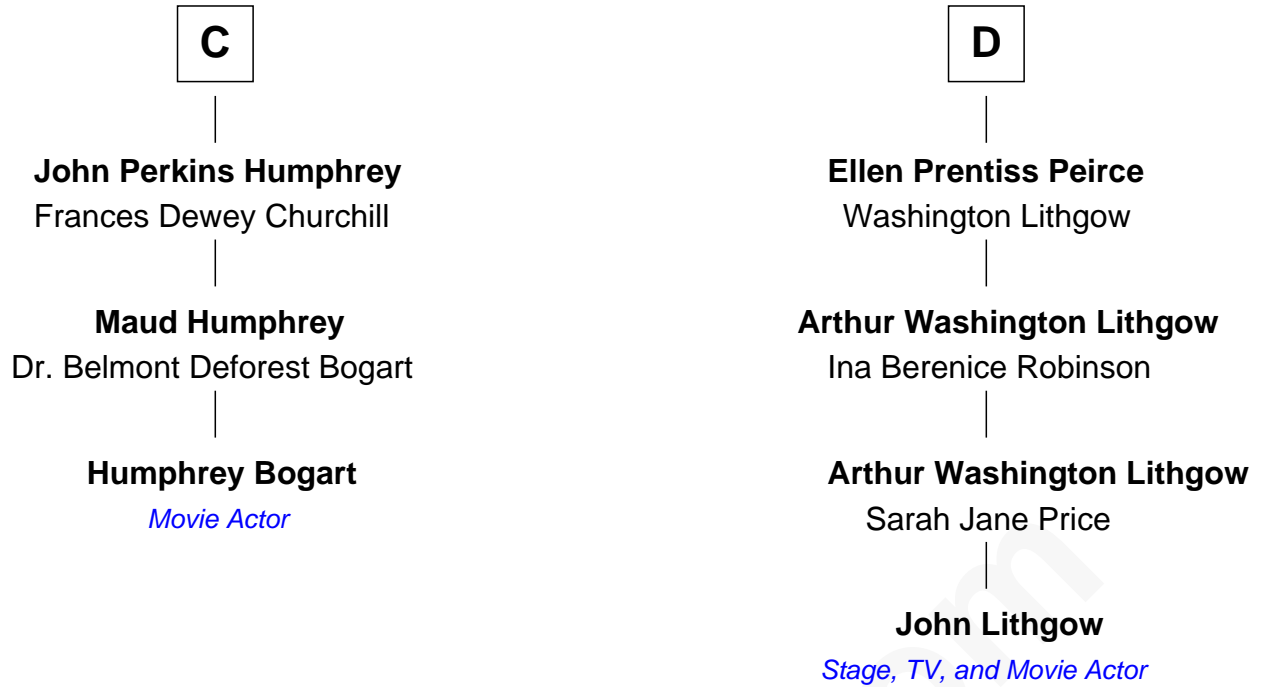 C
John Perkins Humphrey
Frances Dewey Churchill
Maud Humphrey
Dr. Belmont Deforest Bogart
Humphrey Bogart
Movie Actor
D
Ellen Prentiss Peirce
Washington Lithgow
Arthur Washington Lithgow
Ina Berenice Robinson
Arthur Washington Lithgow
Sarah Jane Price
John Lithgow
Stage, TV, and Movie Actor